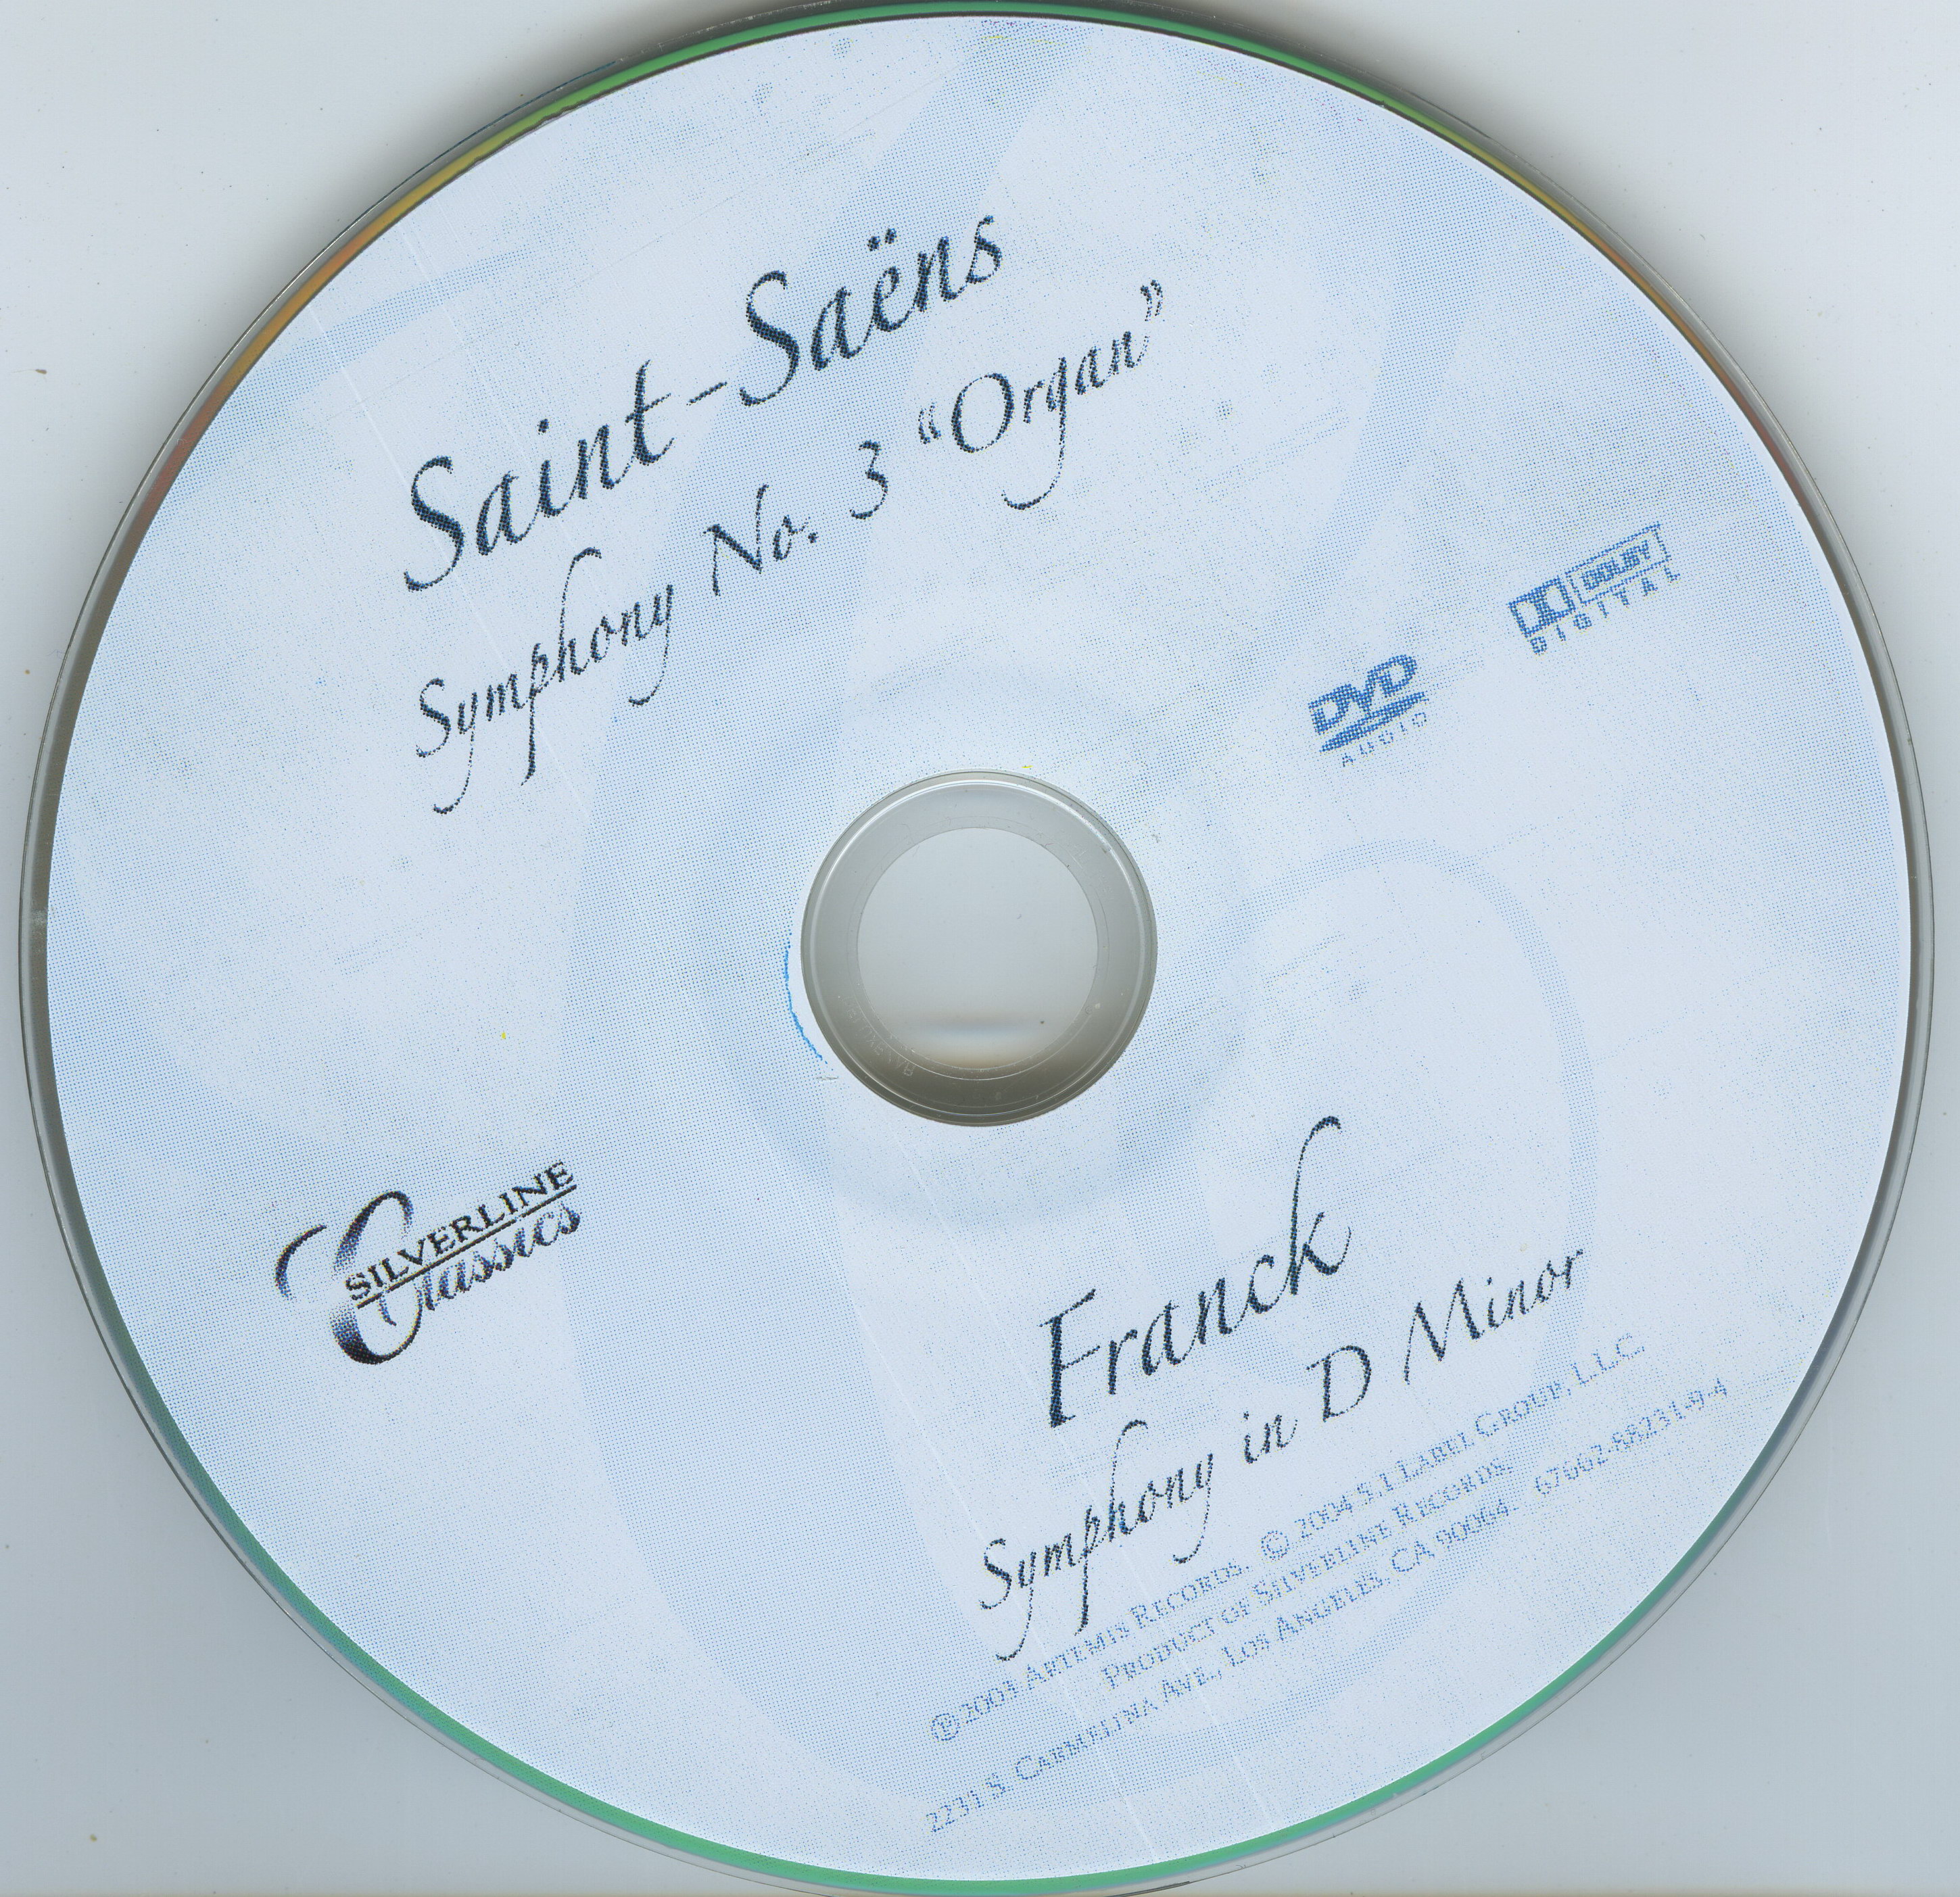 Saint-Saëns
Symphony No. 3 “Organ”
DOLBY
DIGITAL
DVD
AUDIO
SILVERLINE
Classics
Franck
Symphony in D Minor
℗ 2003 ARTEMIS RECORDS. © 2004 5.1 LABEL GROUP, L.L.C.
PRODUCT OF SILVERLINE RECORDS.
2231 S. CARMELINA AVE., LOS ANGELES, CA 90064. 67662-88231-9-4